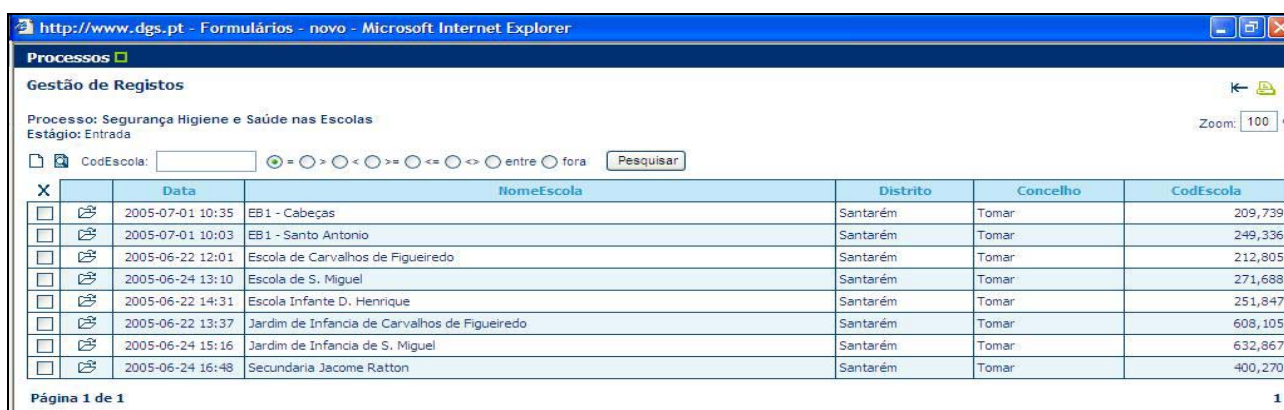 http://www.dgs.pt - Formulários - novo - Microsoft Internet Explorer
Processos
Gestão de Registos
Processo: Segurança Higiene e Saúde nas Escolas
Zoom: 100
Estágio: Entrada
CodEscola: = > < >= <= <> entre fora Pesquisar
X Data NomeEscola Distrito Concelho CodEscola
2005-07-01 10:35 EB1 - Cabeças Santarém Tomar 209,739
2005-07-01 10:03 EB1 - Santo Antonio Santarém Tomar 249,336
2005-06-22 12:01 Escola de Carvalhos de Figueiredo Santarém Tomar 212,805
2005-06-24 13:10 Escola de S. Miguel Santarém Tomar 271,688
2005-06-22 14:31 Escola Infante D. Henrique Santarém Tomar 251,847
2005-06-22 13:37 Jardim de Infancia de Carvalhos de Figueiredo Santarém Tomar 608,105
2005-06-24 15:16 Jardim de Infancia de S. Miguel Santarém Tomar 632,867
2005-06-24 16:48 Secundaria Jacome Ratton Santarém Tomar 400,270
Página 1 de 1 1